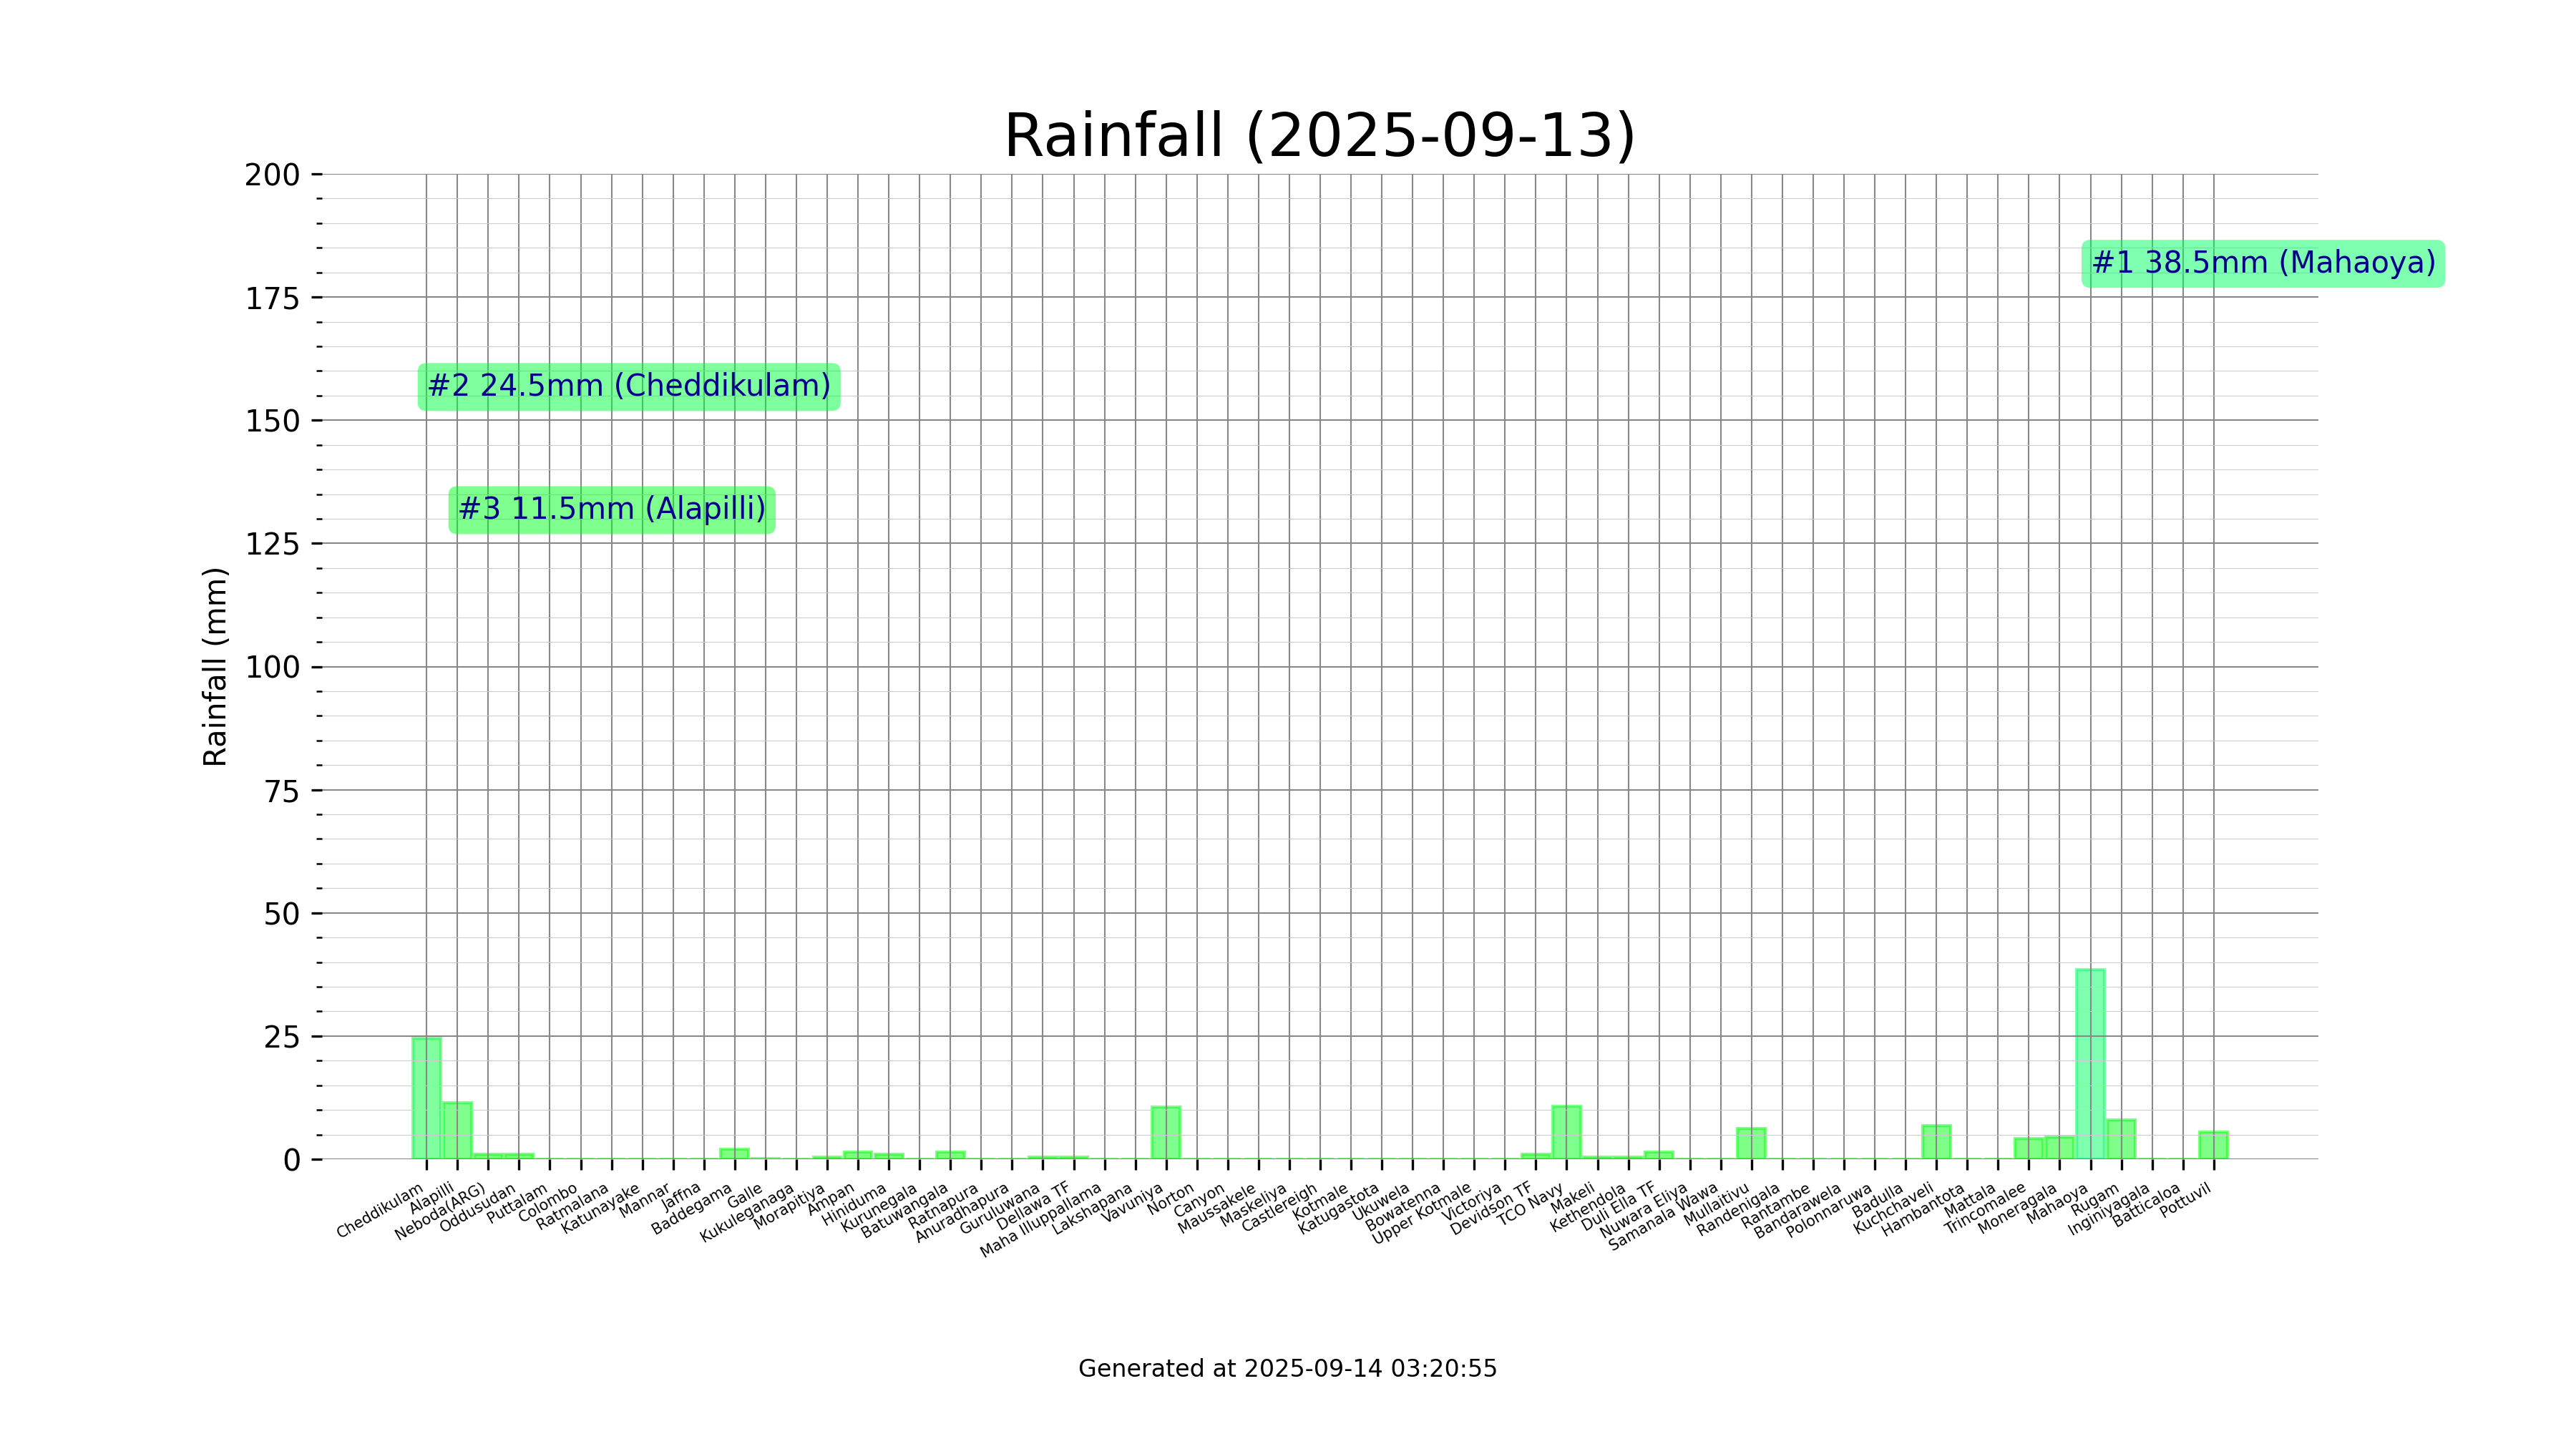 Rainfall (2025-09-13)
200
175
150
125
100
75
50
25
0
Rainfall (mm)
#1 38.5mm (Mahaoya)
#2 24.5mm (Cheddikulam)
#3 11.5mm (Alapilli)
Cheddikulam
Alapilli
Neboda(ARG)
Oddusudan
Puttalam
Colombo
Ratmalana
Katunayake
Mannar
Jaffna
Baddegama
Galle
Kukuleganaga
Morapitiya
Ampan
Hiniduma
Kurunegala
Batuwangala
Ratnapura
Anuradhapura
Guruluwana
Dellawa TF
Maha Illuppallama
Lakshapana
Vavuniya
Norton
Canyon
Maussakele
Maskeliya
Castlereigh
Kotmale
Katugastota
Ukuwela
Bowatenna
Upper Kotmale
Victoriya
Devidson TF
TCO Navy
Makeli
Kethendola
Duli Ella TF
Nuwara Eliya
Samanala Wawa
Mullaitivu
Randenigala
Rantambe
Bandarawela
Polonnaruwa
Badulla
Kuchchaveli
Hambantota
Mattala
Trincomalee
Moneragala
Mahaoya
Rugam
Inginiyagala
Batticaloa
Pottuvil
Generated at 2025-09-14 03:20:55